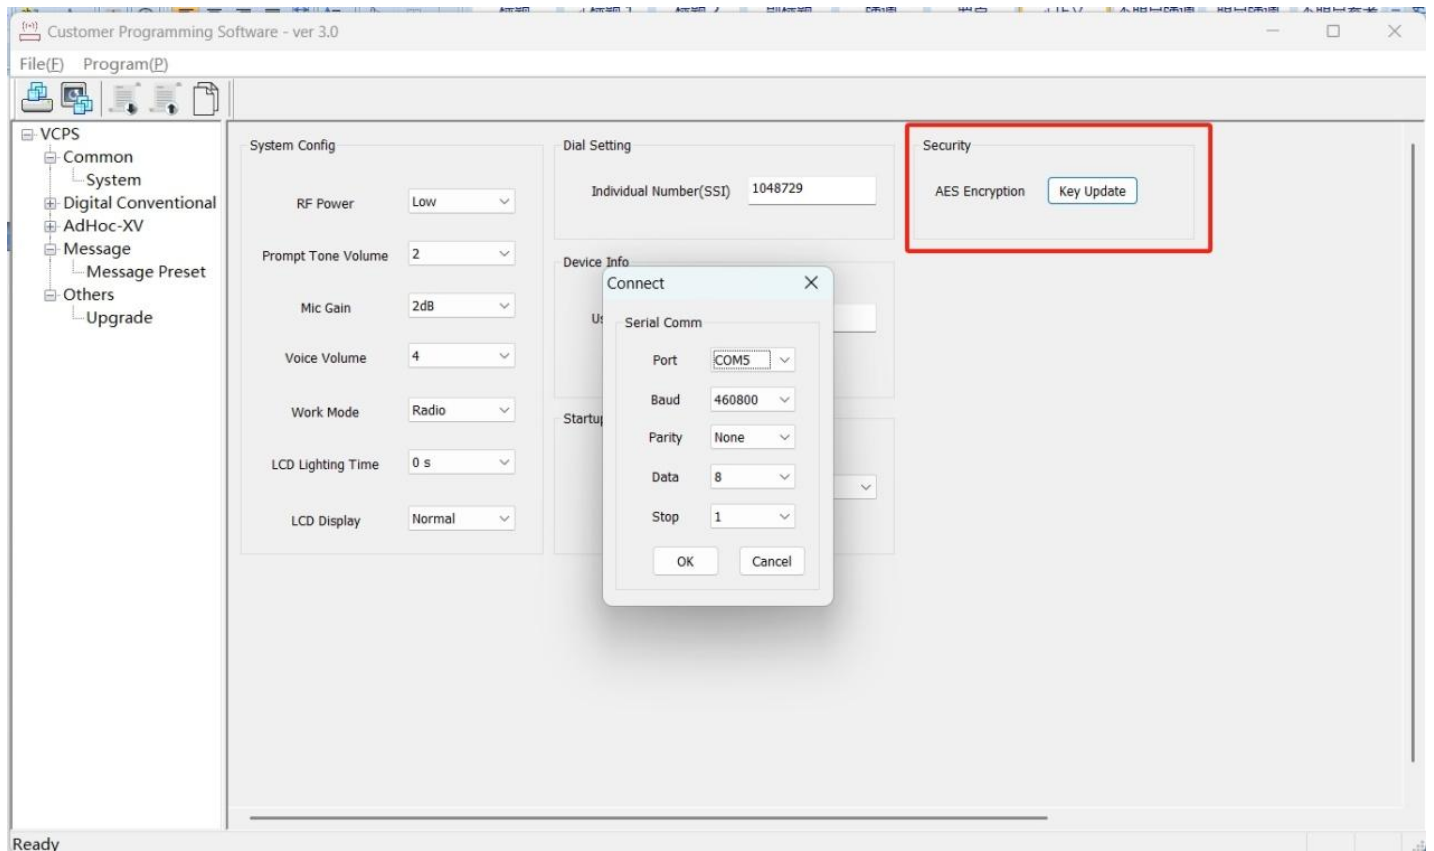 Customer Programming Software - ver 3.0
File(F) Program(P)
VCPS
Common
System
Digital Conventional
AdHoc-XV
Message
Message Preset
Others
Upgrade
System Config
RF Power Low
Prompt Tone Volume 2
Mic Gain 2dB
Voice Volume 4
Work Mode Radio
LCD Lighting Time 0 s
LCD Display Normal
Dial Setting
Individual Number(SSI) 1048729
Device Info
Security
AES Encryption Key Update
Connect
Serial Comm
Port COM5
Baud 460800
Parity None
Data 8
Stop 1
OK Cancel
Ready